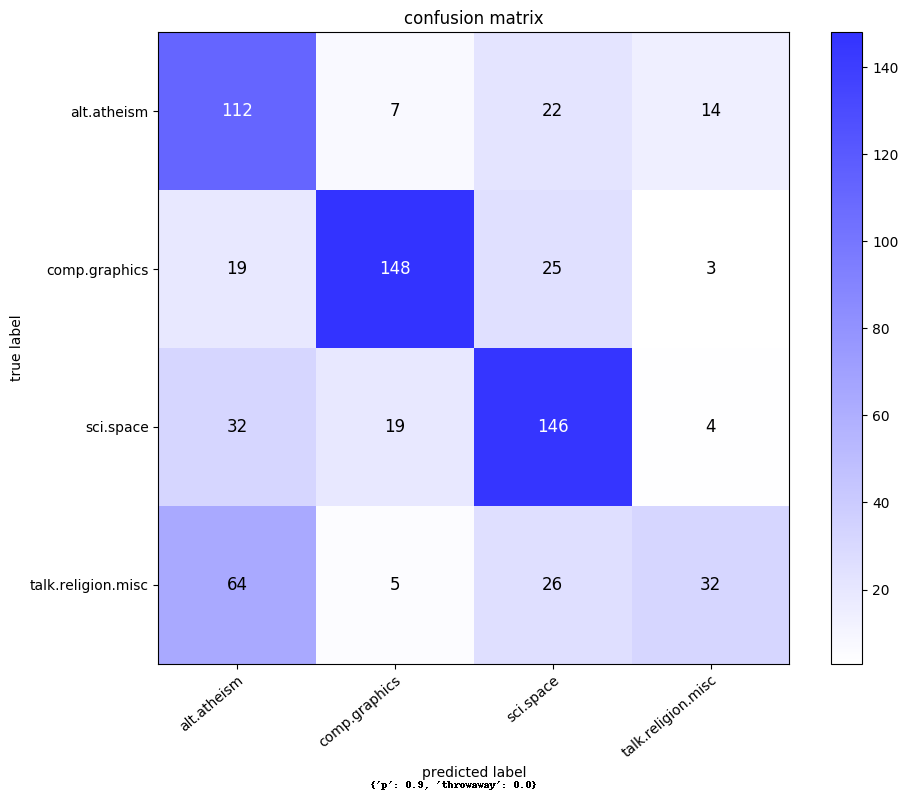 confusion matrix
alt.atheism 112 7 22 14
comp.graphics 19 148 25 3
sci.space 32 19 146 4
talk.religion.misc 64 5 26 32
true label
alt.atheism comp.graphics sci.space talk.religion.misc
predicted label
{'p': 0.9, 'throwaway': 0.0}
140
120
100
80
60
40
20